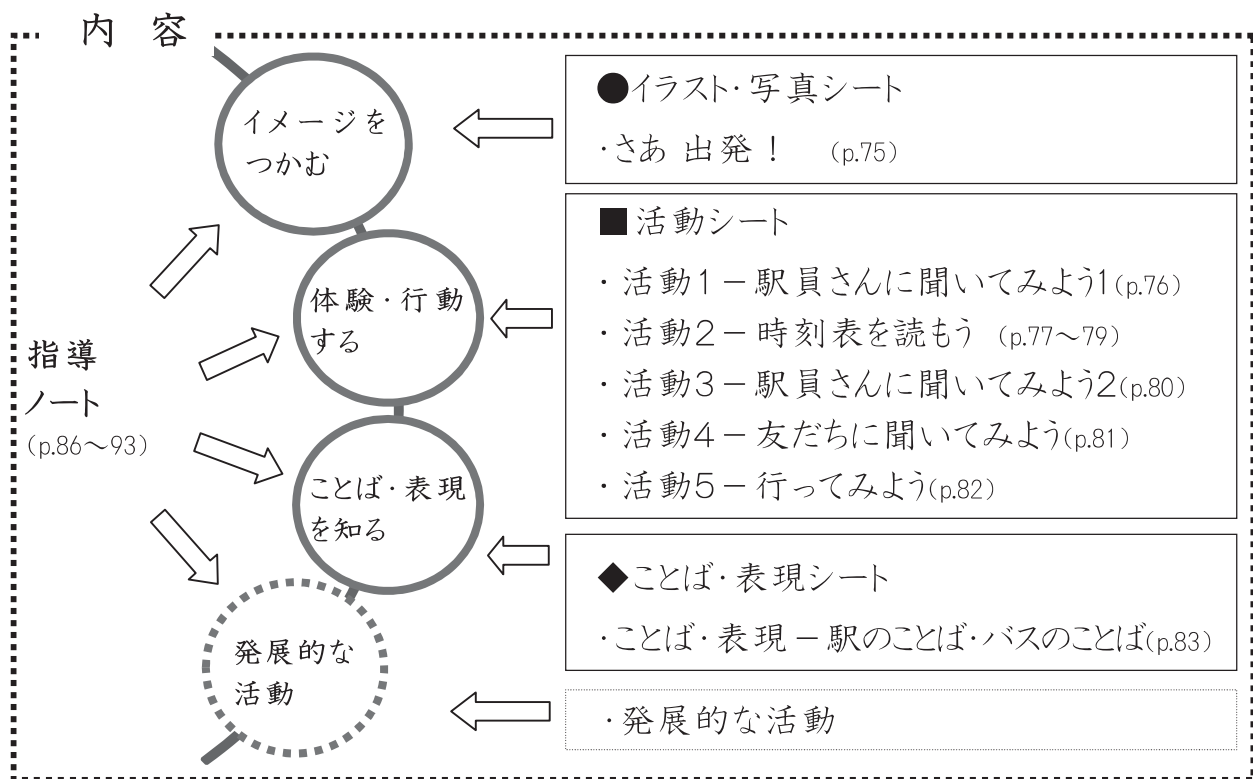 内 容
イメージを
つかむ
体験・行動
する
ことば・表現
を知る
発展的な
活動
指導
ノート
(p.86～93)
●イラスト・写真シート
・さあ 出発！ (p.75)
■活動シート
・活動1－駅員さんに聞いてみよう1(p.76)
・活動2－時刻表を読もう (p.77～79)
・活動3－駅員さんに聞いてみよう2(p.80)
・活動4－友だちに聞いてみよう(p.81)
・活動5－行ってみよう(p.82)
◆ことば・表現シート
・ことば・表現－駅のことば・バスのことば(p.83)
・発展的な活動